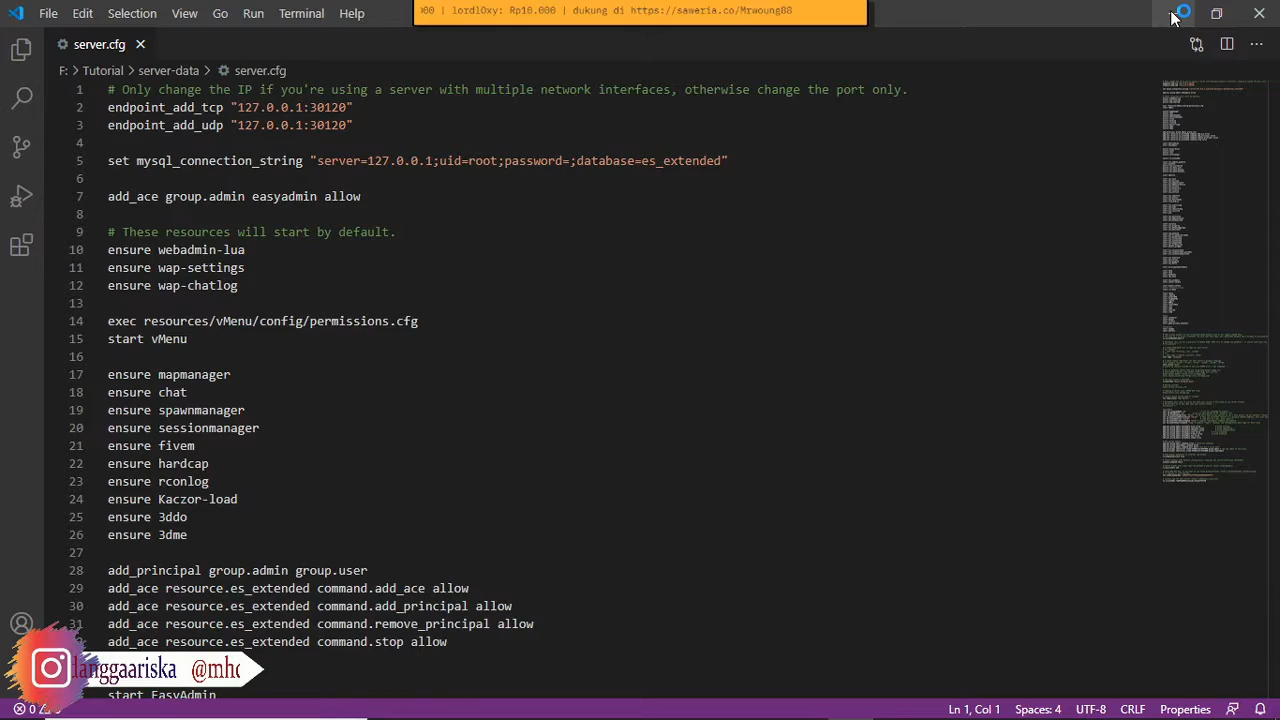 File Edit Selection View Go Run Terminal Help
00 | lordl0xy: Rp10.000 | dukung di https://saweria.co/Mrwoung88
server.cfg
F: > Tutorial > server-data > server.cfg
1 # Only change the IP if you're using a server with multiple network interfaces, otherwise change the port only.
2 endpoint_add_tcp "127.0.0.1:30120"
3 endpoint_add_udp "127.0.0.1:30120"
4
5 set mysql_connection_string "server=127.0.0.1;uid=root;password=;database=es_extended"
6
7 add_ace group.admin easyadmin allow
8
9 # These resources will start by default.
10 ensure webadmin-lua
11 ensure wap-settings
12 ensure wap-chatlog
13
14 exec resources/vMenu/config/permissions.cfg
15 start vMenu
16
17 ensure mapmanager
18 ensure chat
19 ensure spawnmanager
20 ensure sessionmanager
21 ensure fivem
22 ensure hardcap
23 ensure rconlog
24 ensure Kaczor-load
25 ensure 3ddo
26 ensure 3dme
27
28 add_principal group.admin group.user
29 add_ace resource.es_extended command.add_ace allow
30 add_ace resource.es_extended command.add_principal allow
31 add_ace resource.es_extended command.remove_principal allow
add_ace resource.es_extended command.stop allow
danggaariska @mhc
start EasyAdmin
0
Ln 1, Col 1 Spaces: 4 UTF-8 CRLF Properties